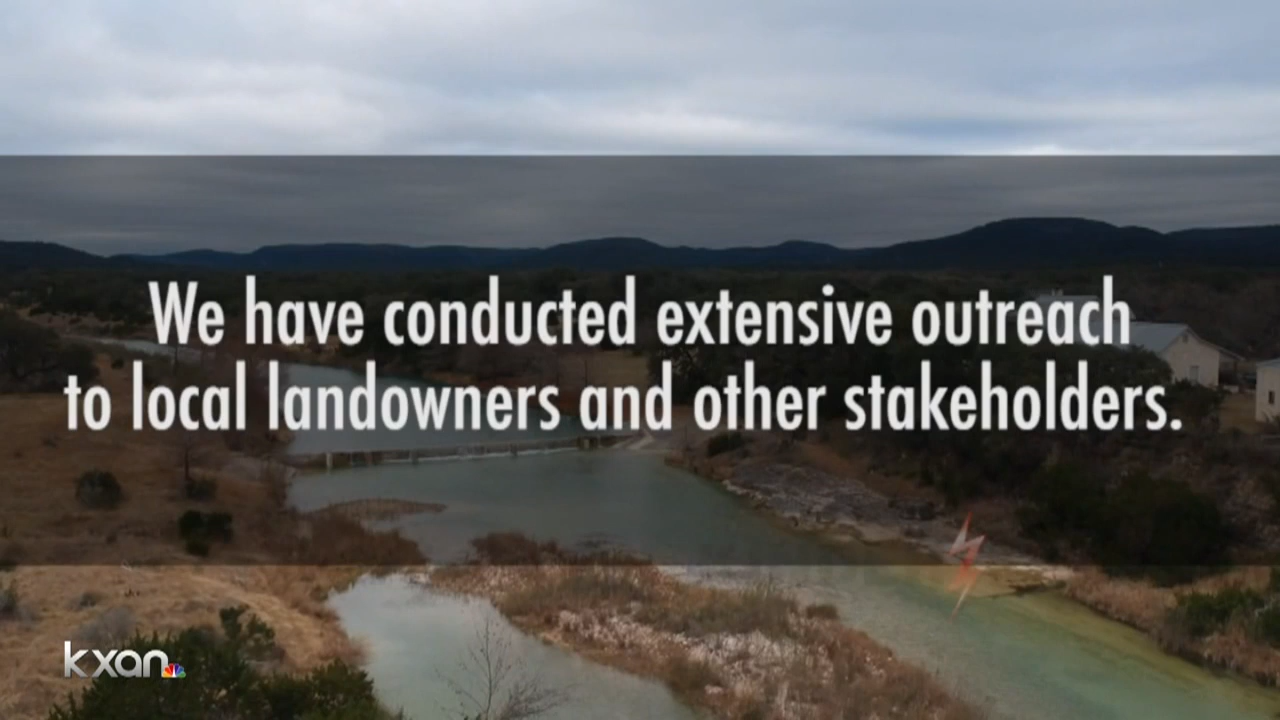 We have conducted extensive outreach
to local landowners and other stakeholders.
kxan